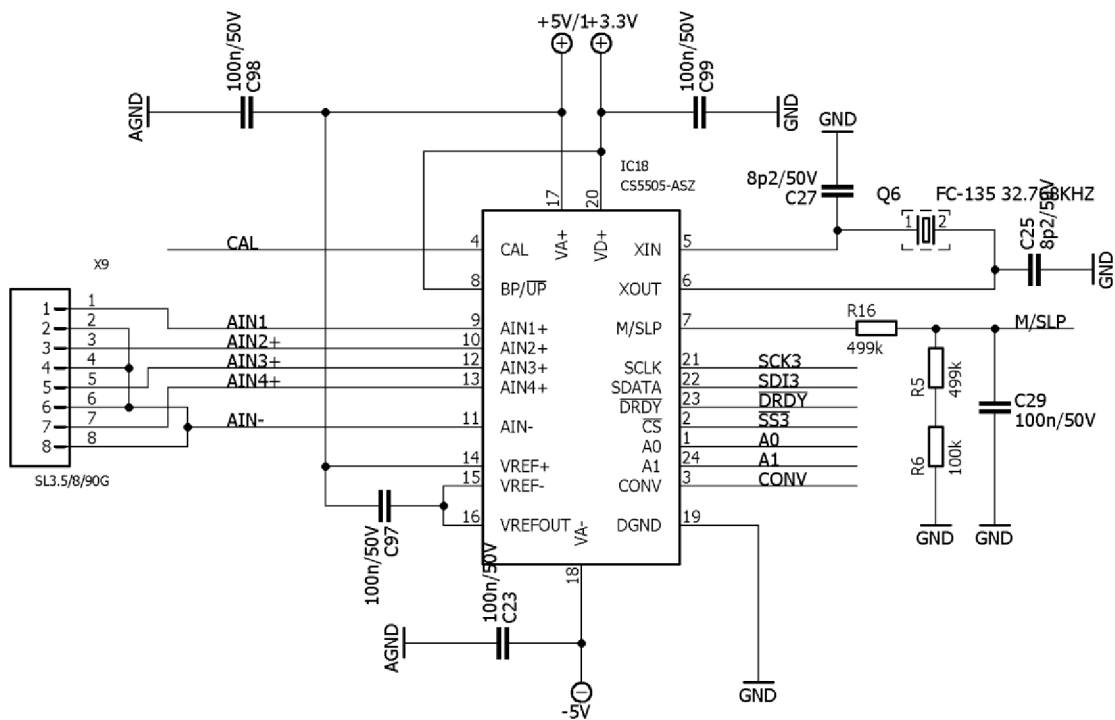 +5V/1
+3.3V
100n/50V
C98
100n/50V
C99
AGND
GND
GND
IC18
CS5505-ASZ
8p2/50V
C27
Q6
FC-135 32.768KHZ
C25
8p2/50V
GND
1
2
17
20
VA+
VD+
CAL
4
CAL
XIN
5
8
BP/UP
XOUT
6
X9
1
1
AIN1
9
AIN1+
M/SLP
7
R16
499k
M/SLP
2
2
3
3
AIN2+
10
AIN2+
4
4
AIN3+
12
AIN3+
SCLK
21
SCK3
5
5
AIN4+
13
AIN4+
SDATA
22
SDI3
6
6
DRDY
23
DRDY
7
7
AIN-
11
AIN-
CS
2
SS3
8
8
A0
1
A0
14
VREF+
A1
24
A1
15
VREF-
CONV
3
CONV
16
VREFOUT
DGND
19
VA-
18
SL3.5/8/90G
R5
499k
R6
100k
C29
100n/50V
GND
GND
100n/50V
C97
100n/50V
C23
AGND
-5V
GND